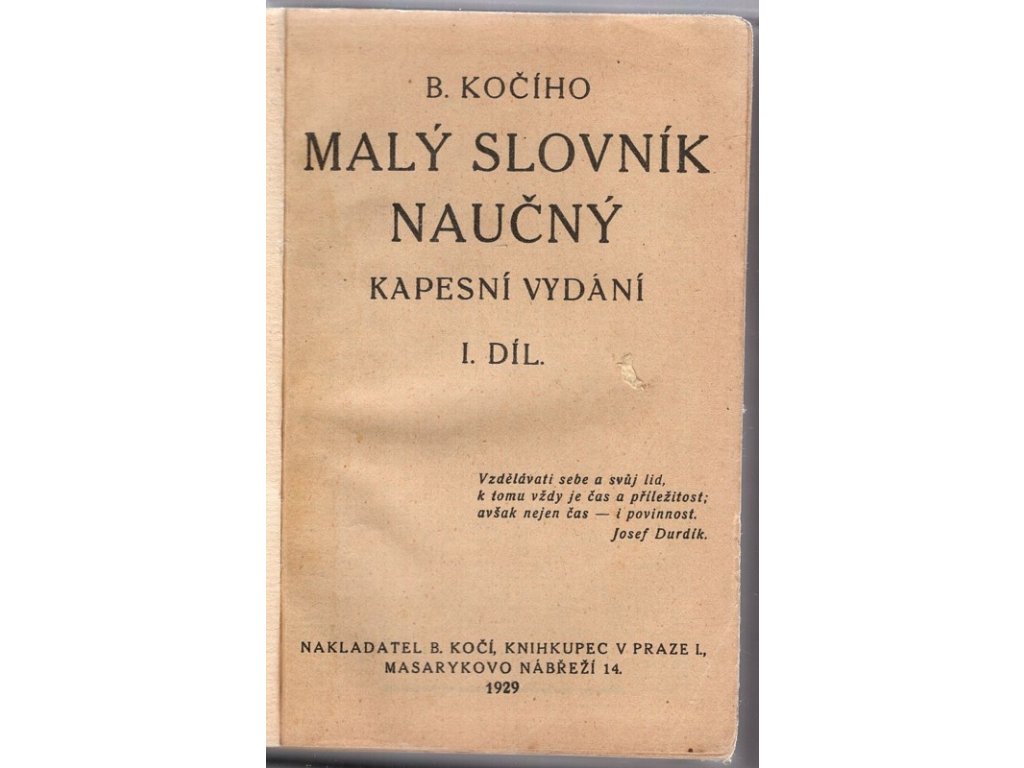 B. KOČÍHO
MALÝ SLOVNÍK
NAUČNÝ
KAPESNÍ VYDÁNÍ
I. DÍL.
Vzdělávati sebe a svůj lid,
k tomu vždy je čas a příležitost;
avšak nejen čas — i povinnost.
Josef Durdík.
NAKLADATEL B. KOČÍ, KNIHKUPEC V PRAZE I.,
MASARYKOVO NÁBŘEŽÍ 14.
1929